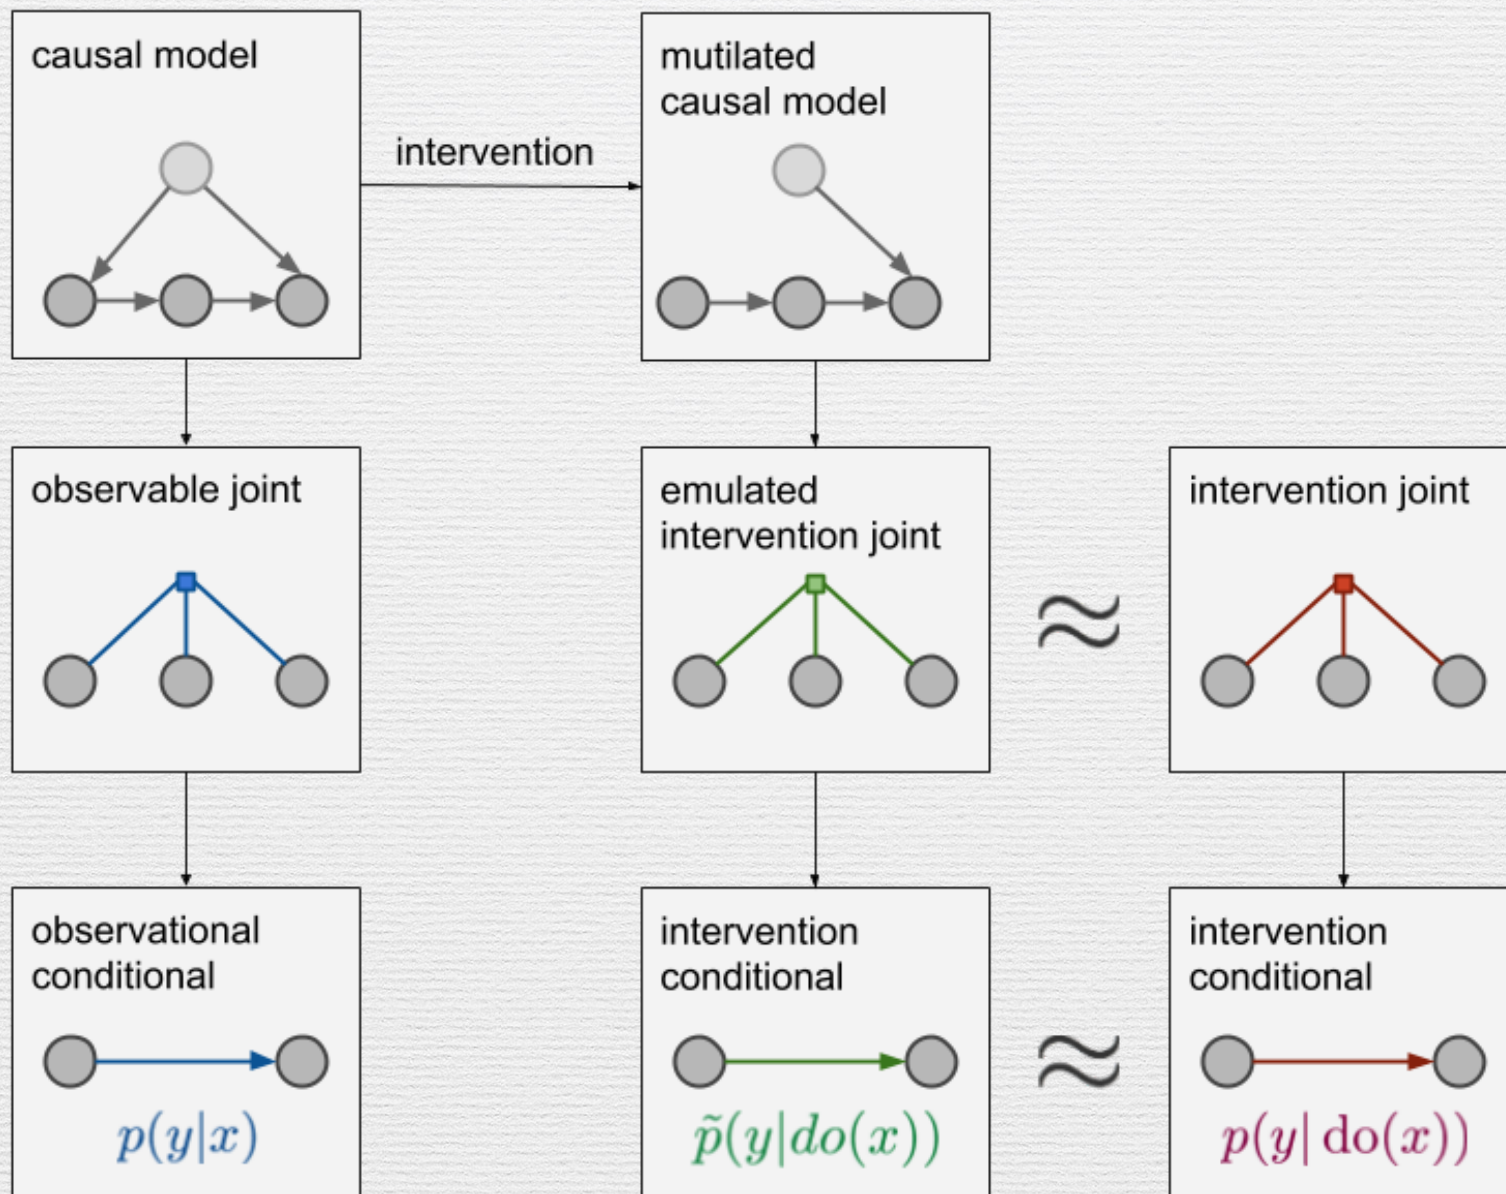 causal model
intervention
mutilated
causal model
observable joint
emulated
intervention joint
≈
intervention joint
observational
conditional
p(y|x)
intervention
conditional
p̃(y|do(x))
≈
intervention
conditional
p(y| do(x))